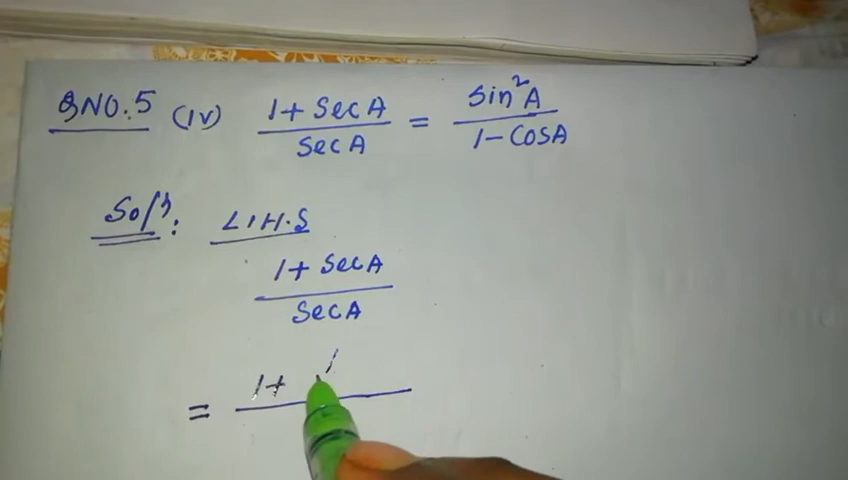 QNO.5 (iv) 1+ SecA / SecA = Sin²A / 1-CosA
Sol": L.H.S
1+ SecA / SecA
= 1+ 1